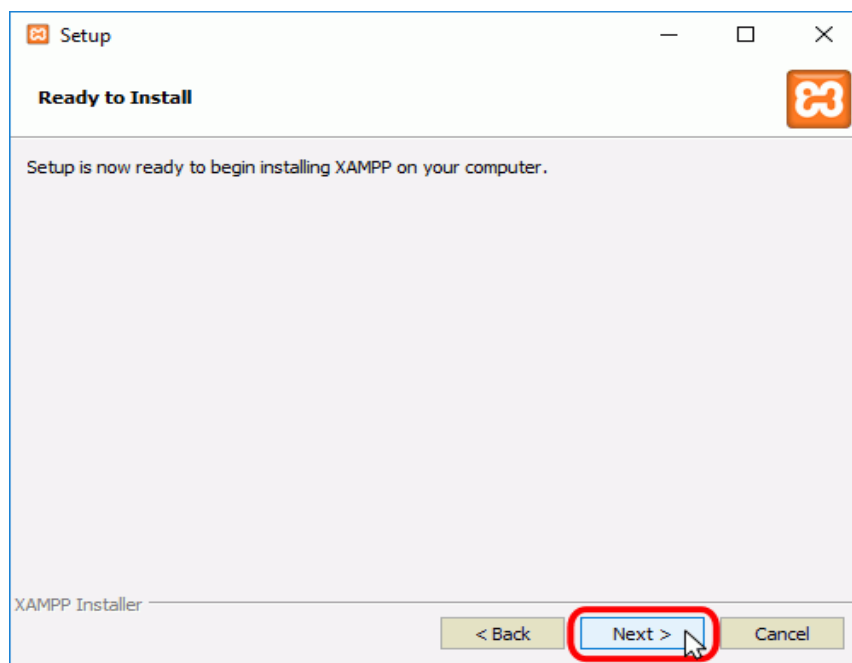 Setup
Ready to Install
Setup is now ready to begin installing XAMPP on your computer.
XAMPP Installer
< Back Next > Cancel